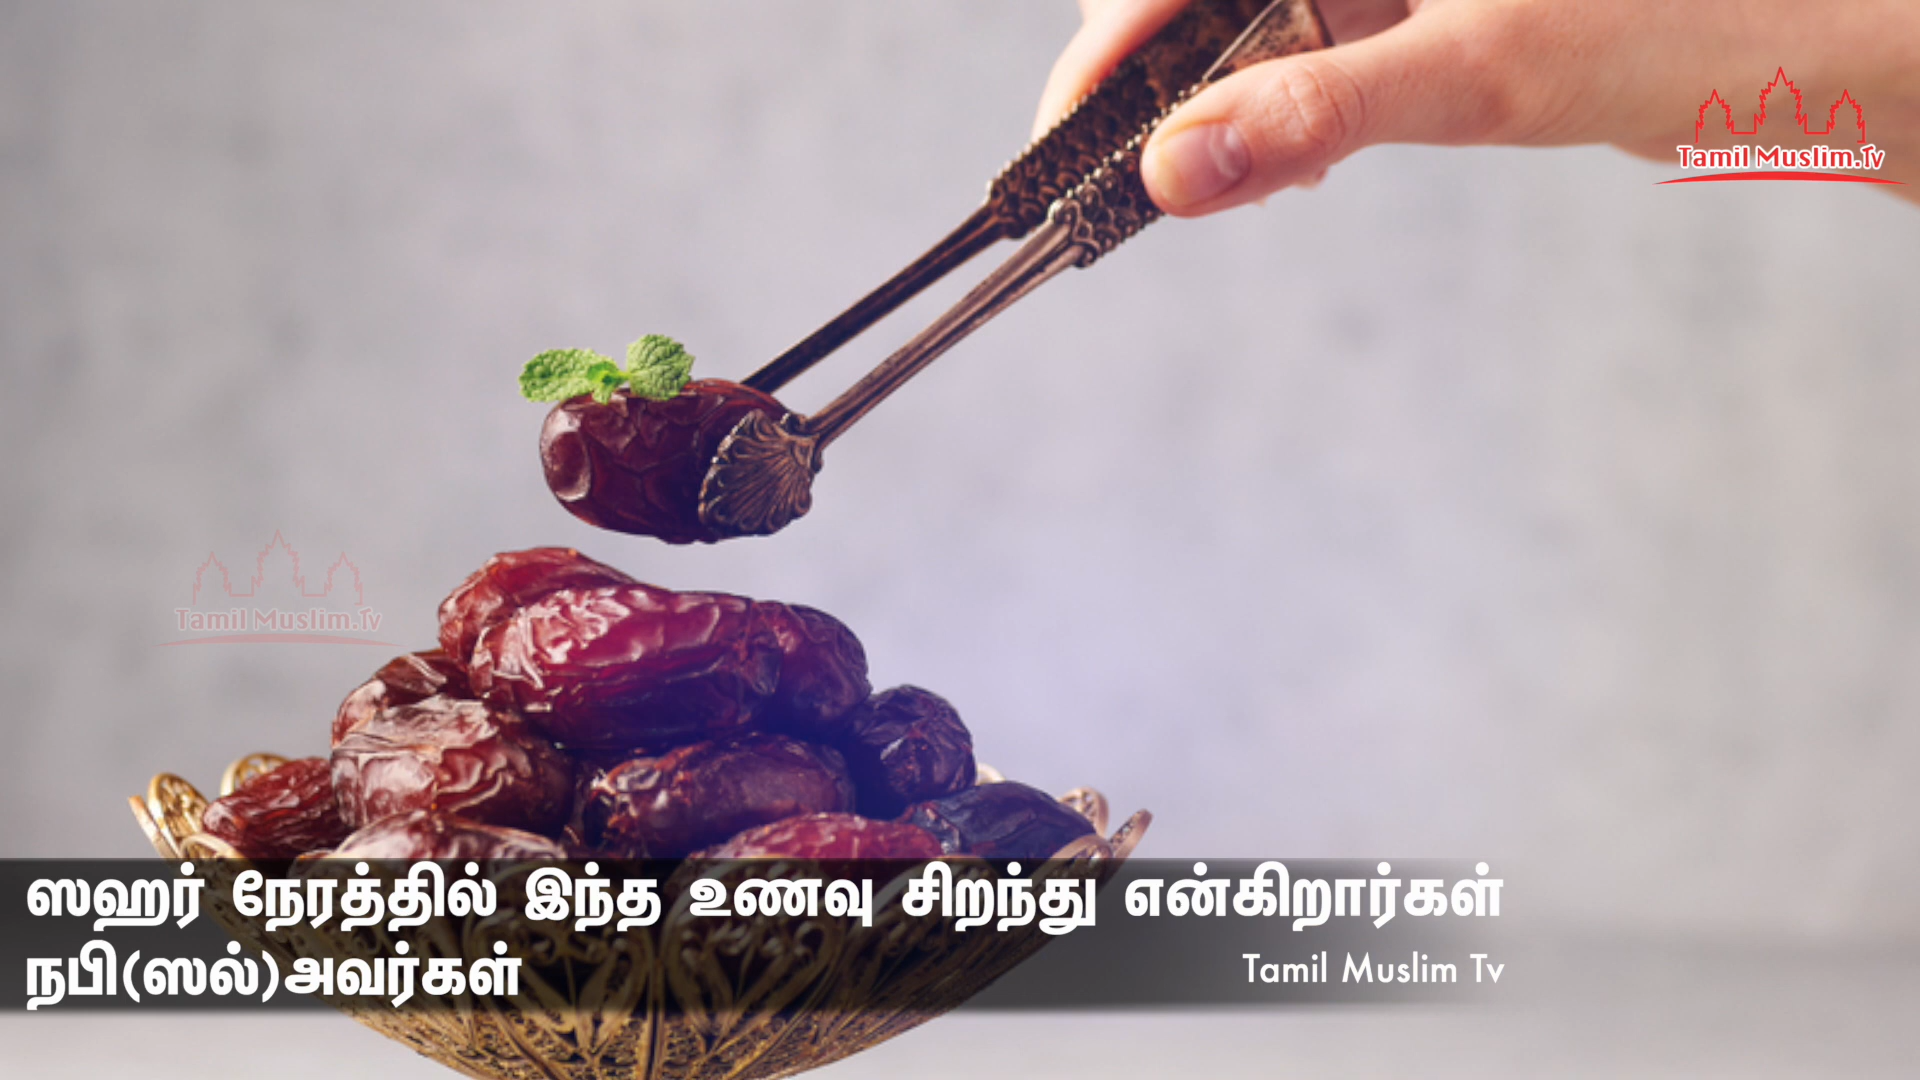 Tamil Muslim.Tv
Tamil Muslim.Tv
ஸஹர் நேரத்தில் இந்த உணவு சிறந்து என்கிறார்கள்
நபி(ஸல்)அவர்கள்
Tamil Muslim Tv